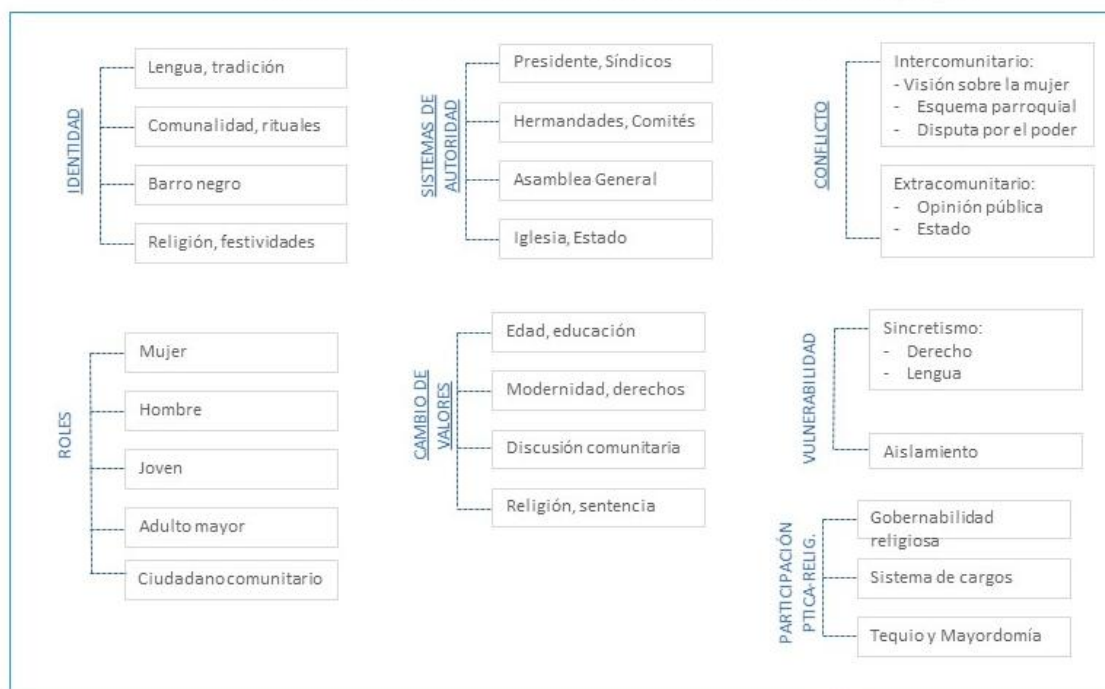 IDENTIDAD
Lengua, tradición
Comunalidad, rituales
Barro negro
Religión, festividades
SISTEMAS DE
AUTORIDAD
Presidente, Síndicos
Hermandades, Comités
Asamblea General
Iglesia, Estado
CONFLICTO
Intercomunitario:
- Visión sobre la mujer
- Esquema parroquial
- Disputa por el poder
Extracomunitario:
- Opinión pública
- Estado
ROLES
Mujer
Hombre
Joven
Adulto mayor
Ciudadano comunitario
CAMBIO DE
VALORES
Edad, educación
Modernidad, derechos
Discusión comunitaria
Religión, sentencia
VULNERABILIDAD
Sincretismo:
- Derecho
- Lengua
Aislamiento
PARTICIPACIÓN
PTICA-RELIG.
Gobernabilidad
religiosa
Sistema de cargos
Tequio y Mayordomía